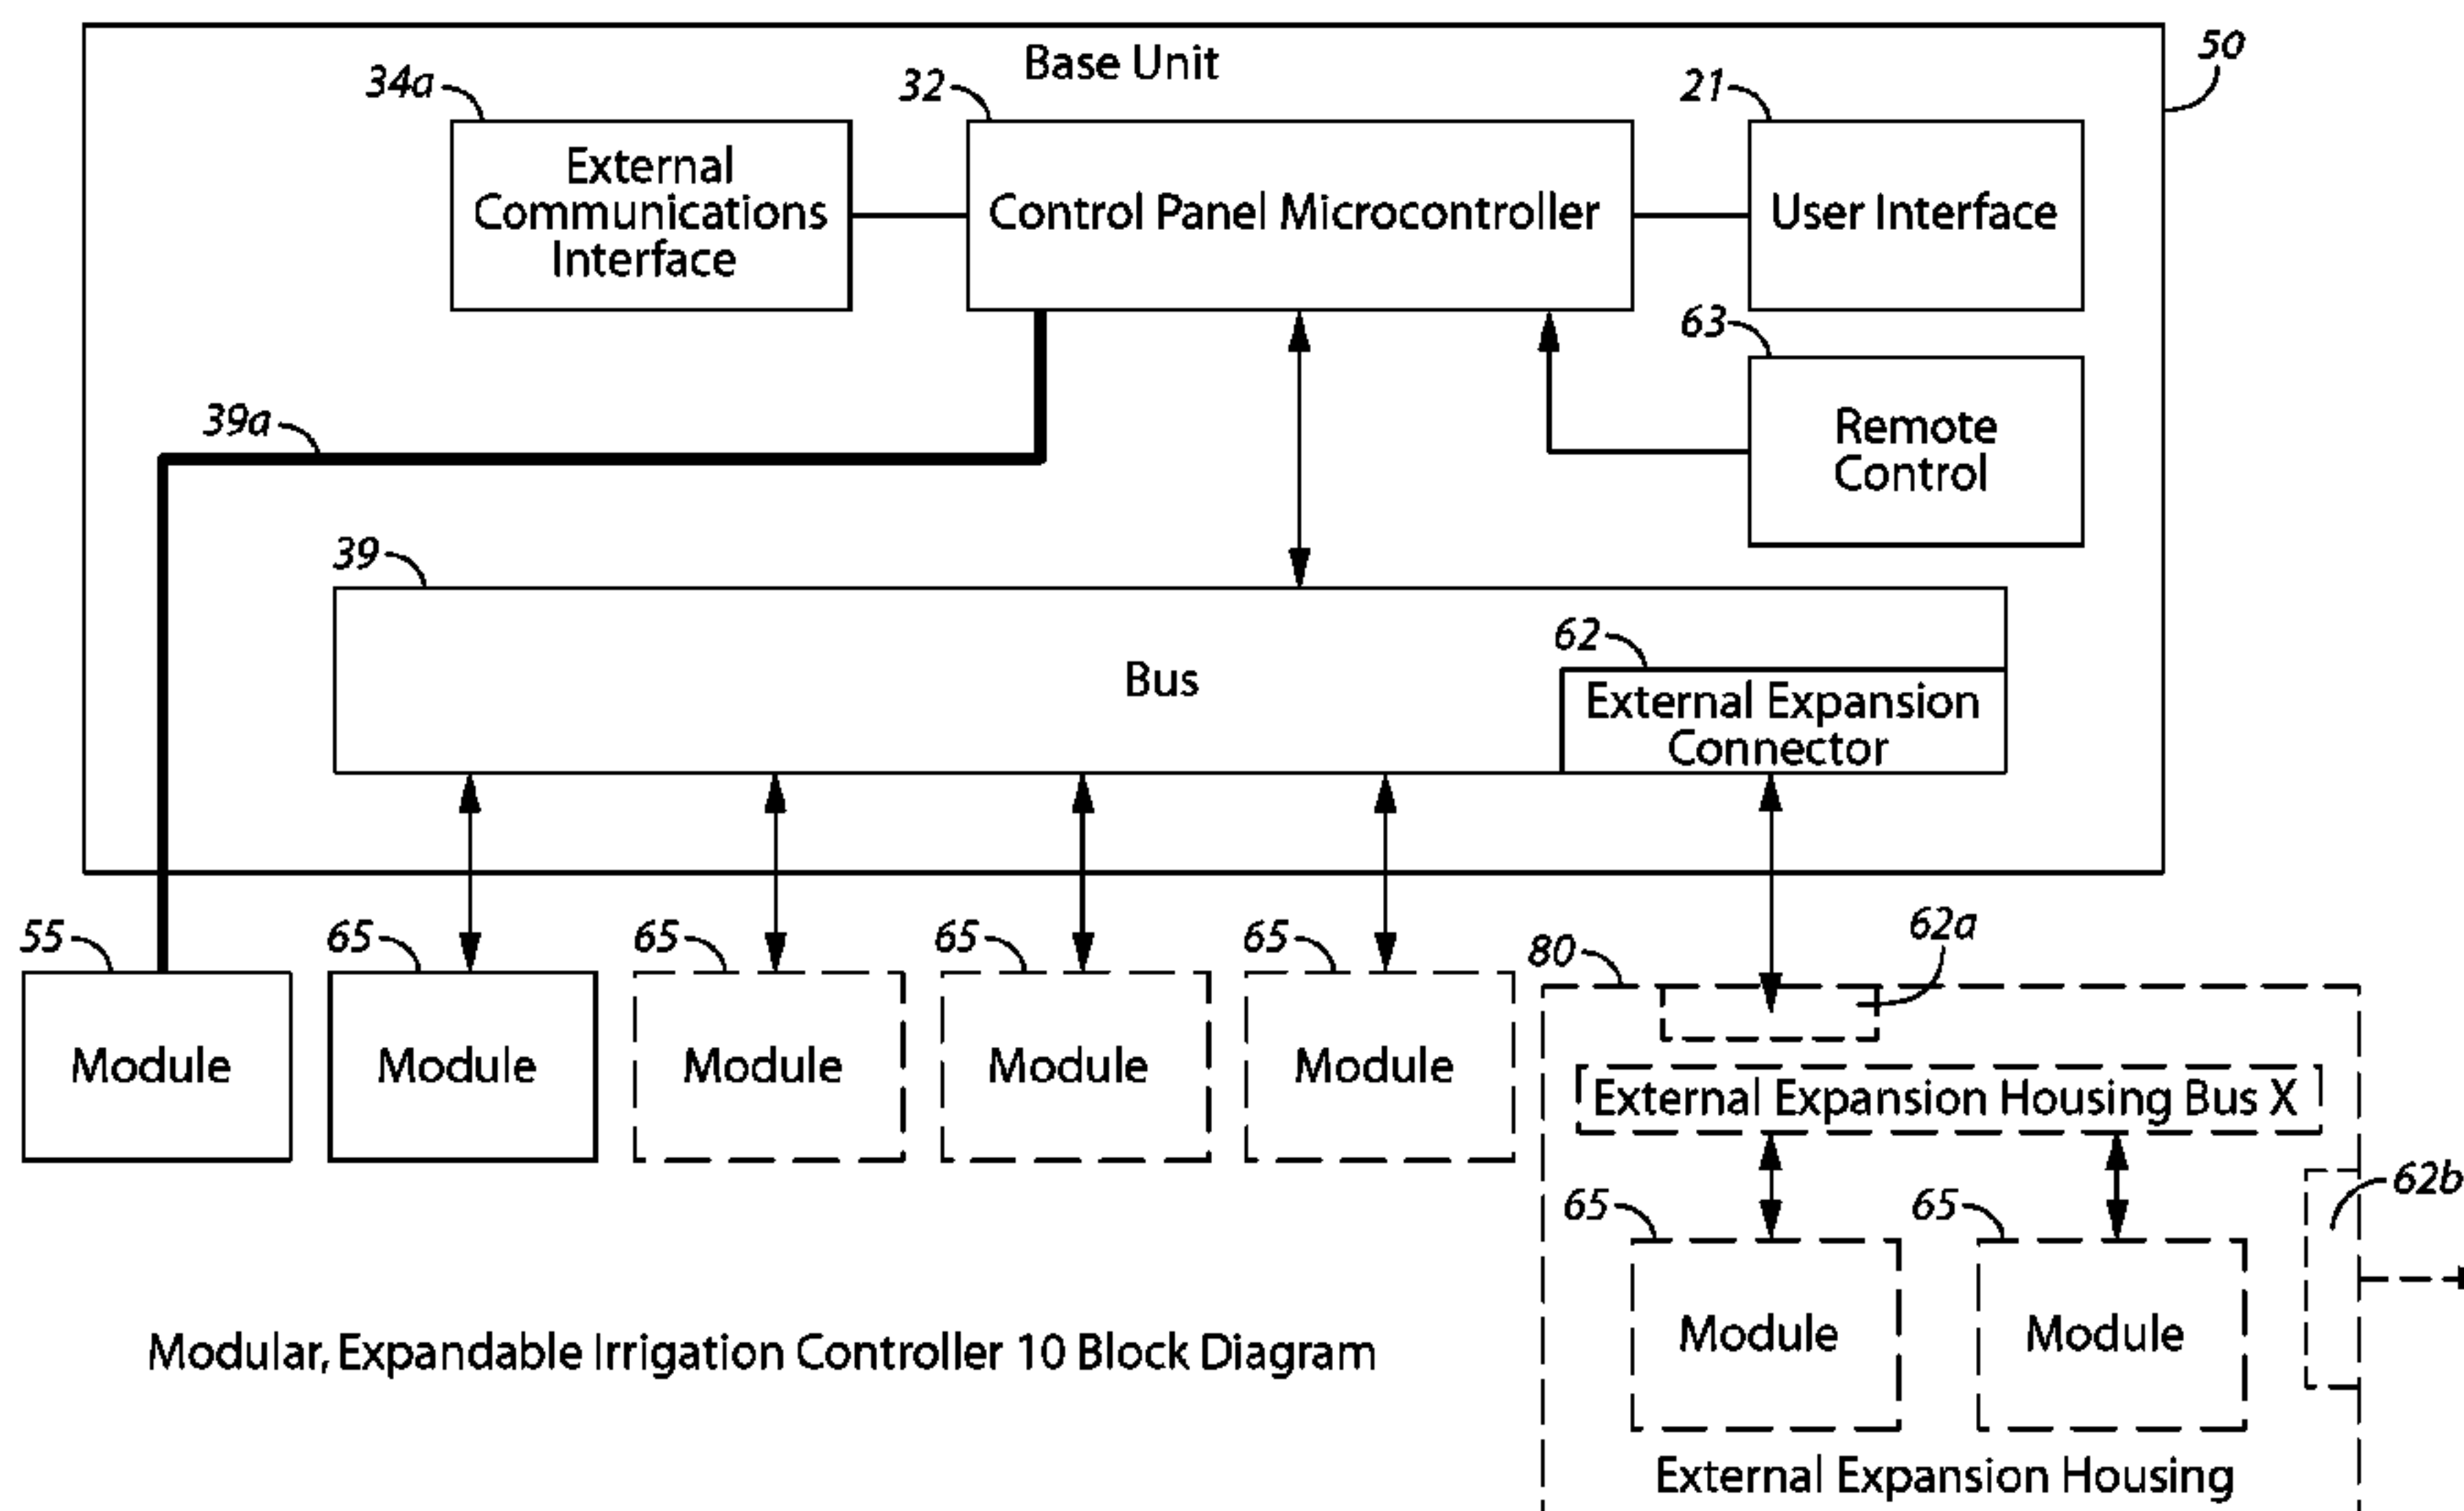 Base Unit
50
34a
32
21
External
Communications
Interface
Control Panel Microcontroller
User Interface
63
Remote
Control
39a
39
Bus
62
External Expansion
Connector
55
65
65
65
65
80
62a
Module
Module
Module
Module
Module
External Expansion Housing Bus X
62b
65
65
Module
Module
Modular, Expandable Irrigation Controller 10 Block Diagram
External Expansion Housing